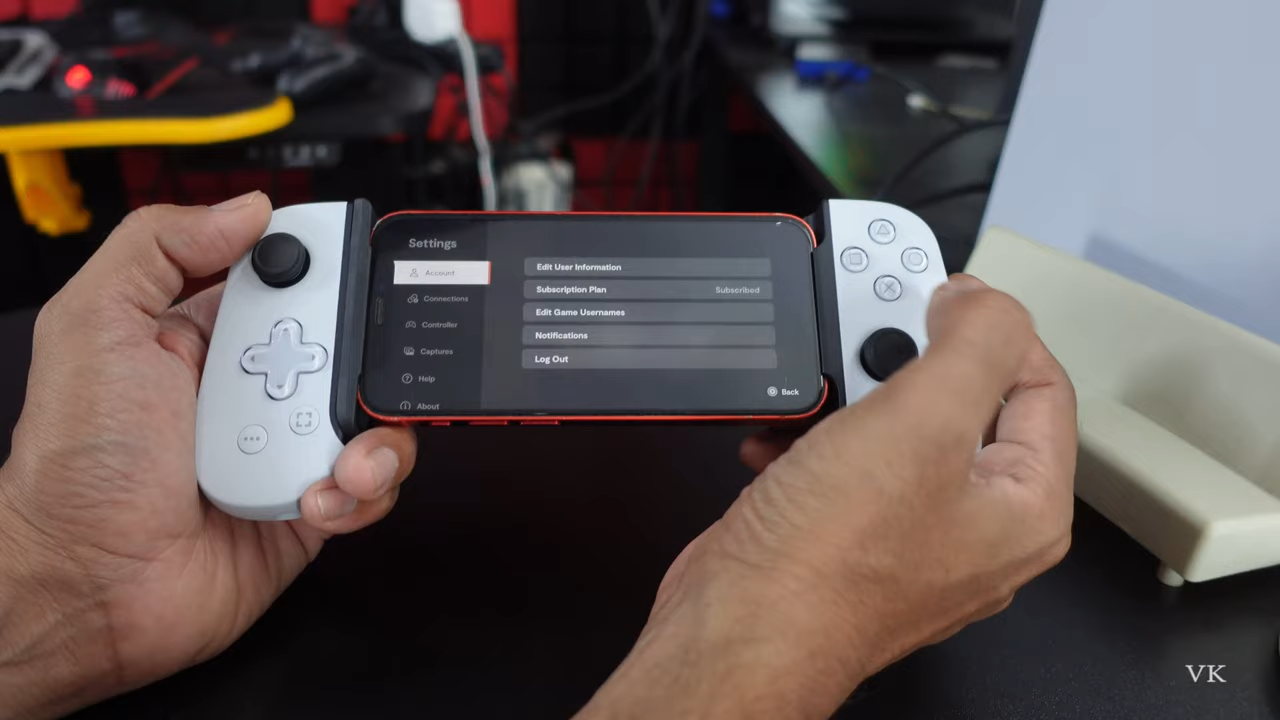 Settings
Account
Connections
Controller
Captures
Help
About
Edit User Information
Subscription Plan Subscribed
Edit Game Usernames
Notifications
Log Out
Back
VK